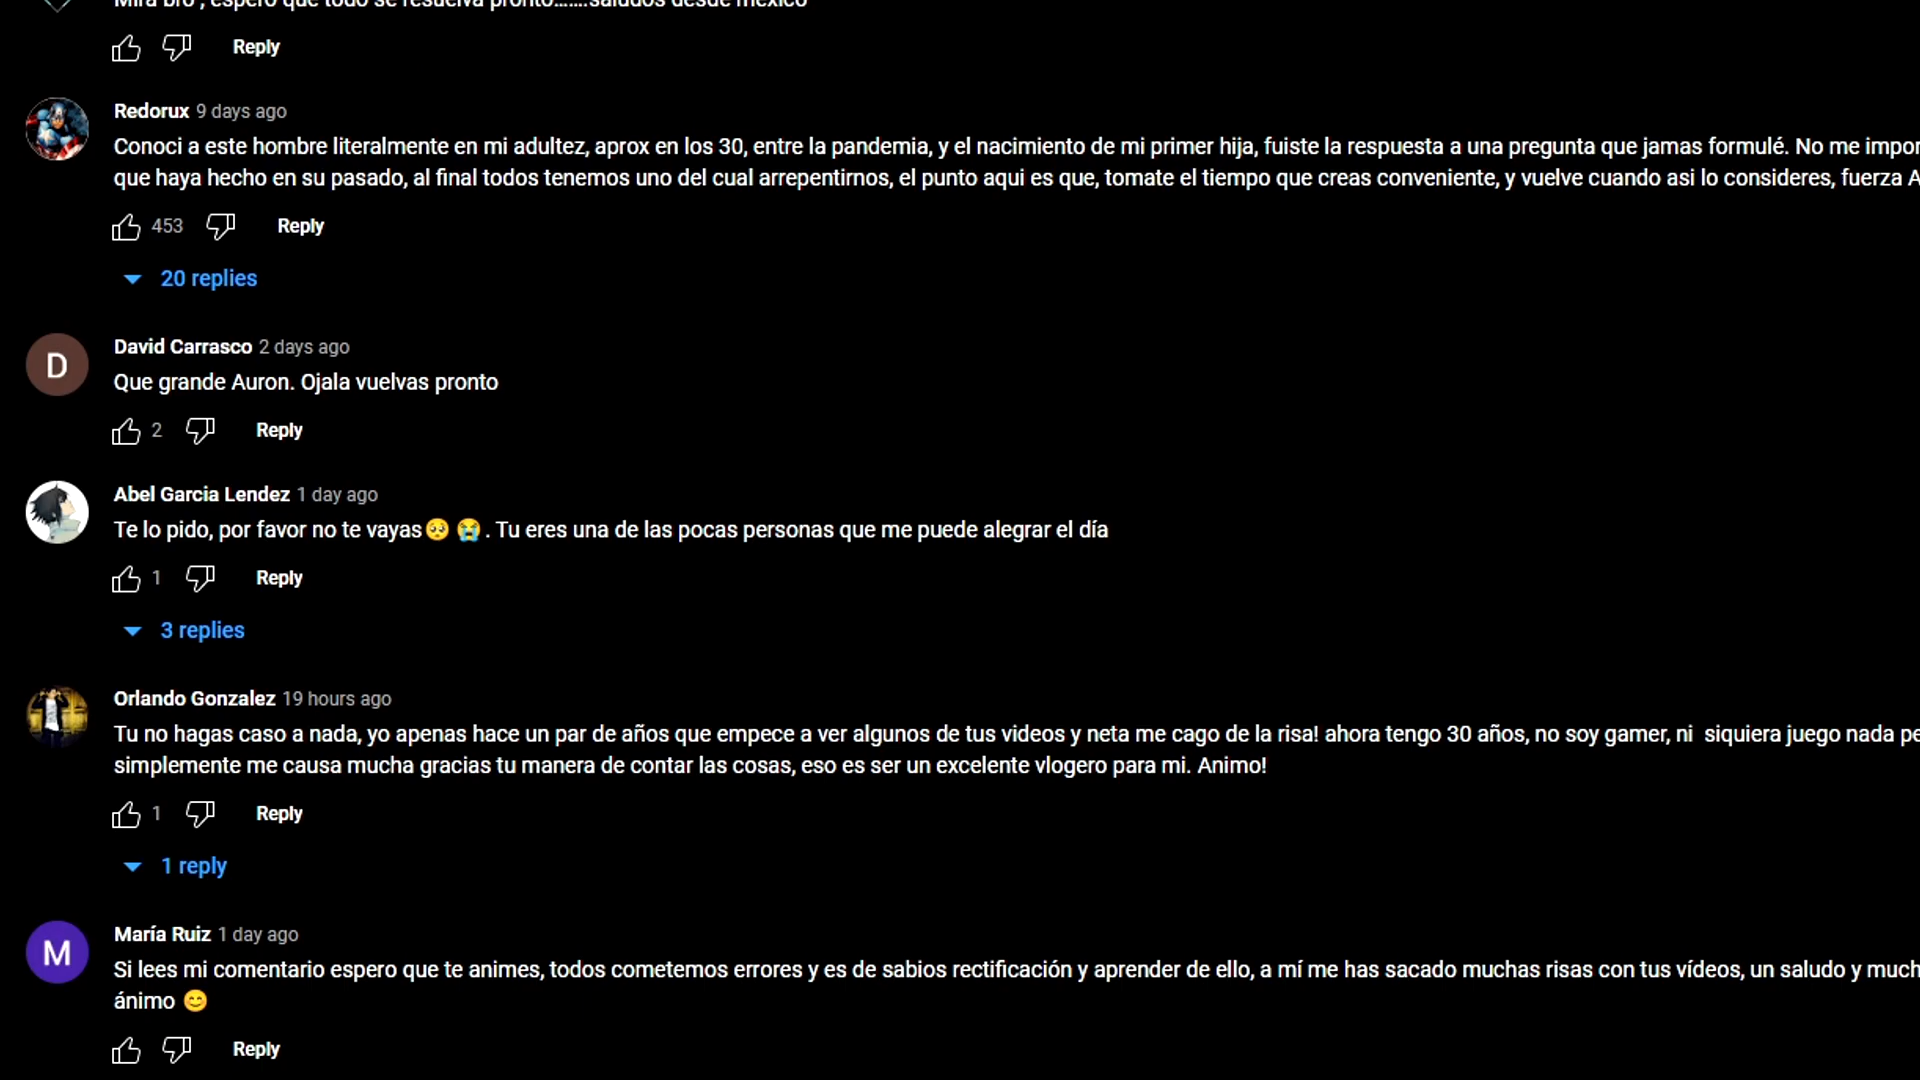 Mira bro , espero que todo se resuelva pronto.......saludos desde mexico
Reply
Redorux 9 days ago
Conoci a este hombre literalmente en mi adultez, aprox en los 30, entre la pandemia, y el nacimiento de mi primer hija, fuiste la respuesta a una pregunta que jamas formulé. No me impor
que haya hecho en su pasado, al final todos tenemos uno del cual arrepentirnos, el punto aqui es que, tomate el tiempo que creas conveniente, y vuelve cuando asi lo consideres, fuerza A
453 Reply
20 replies
D
David Carrasco 2 days ago
Que grande Auron. Ojala vuelvas pronto
2 Reply
Abel Garcia Lendez 1 day ago
Te lo pido, por favor no te vayas🥺 😭 . Tu eres una de las pocas personas que me puede alegrar el día
1 Reply
3 replies
Orlando Gonzalez 19 hours ago
Tu no hagas caso a nada, yo apenas hace un par de años que empece a ver algunos de tus videos y neta me cago de la risa! ahora tengo 30 años, no soy gamer, ni siquiera juego nada pe
simplemente me causa mucha gracias tu manera de contar las cosas, eso es ser un excelente vlogero para mi. Animo!
1 Reply
1 reply
M
María Ruiz 1 day ago
Si lees mi comentario espero que te animes, todos cometemos errores y es de sabios rectificación y aprender de ello, a mí me has sacado muchas risas con tus vídeos, un saludo y much
ánimo 😊
Reply